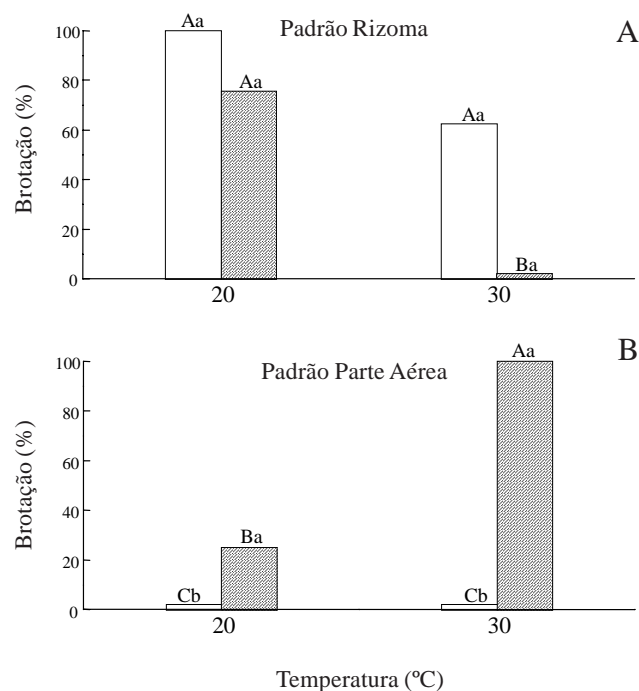 Padrão Rizoma
A
Brotação (%)
100
80
60
40
20
0
Aa
Aa
Aa
Ba
20
30
Padrão Parte Aérea
B
Brotação (%)
100
80
60
40
20
0
Cb
Ba
Cb
Aa
20
30
Temperatura (ºC)